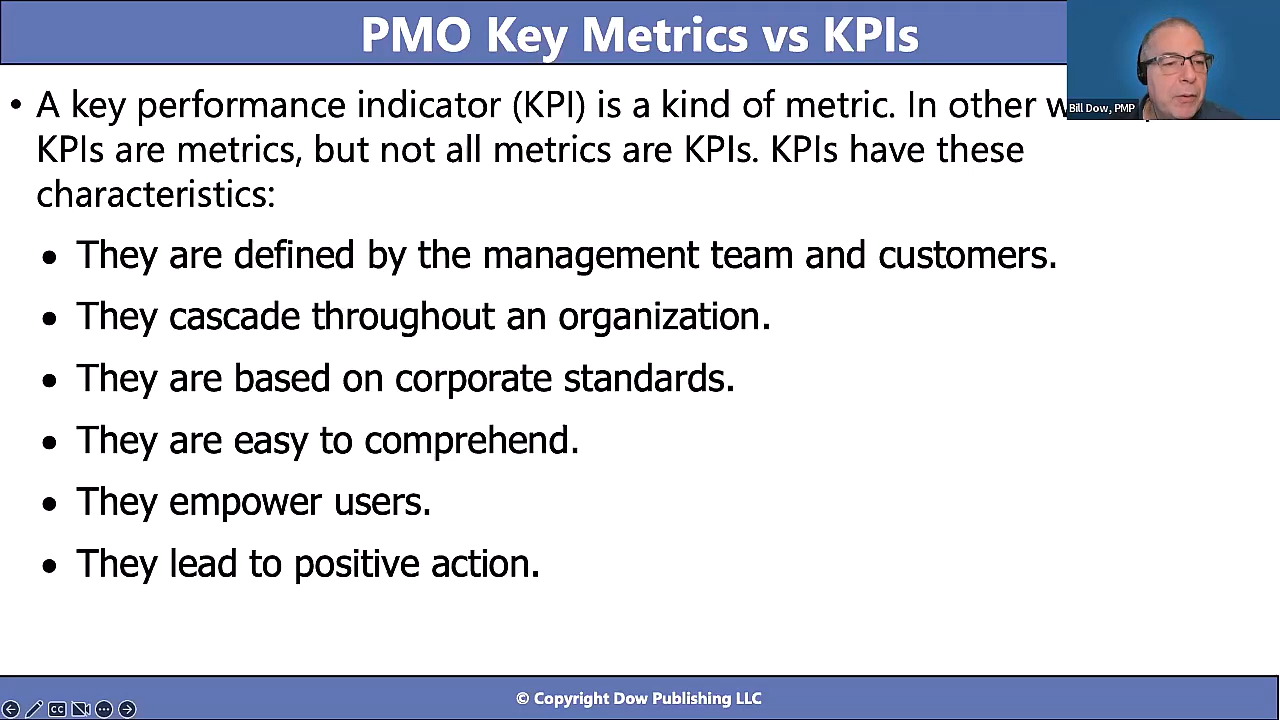 PMO Key Metrics vs KPIs
• A key performance indicator (KPI) is a kind of metric. In other
KPIs are metrics, but not all metrics are KPIs. KPIs have these
characteristics:
• They are defined by the management team and customers.
• They cascade throughout an organization.
• They are based on corporate standards.
• They are easy to comprehend.
• They empower users.
• They lead to positive action.
Bill Dow, PMP
© Copyright Dow Publishing LLC
CC